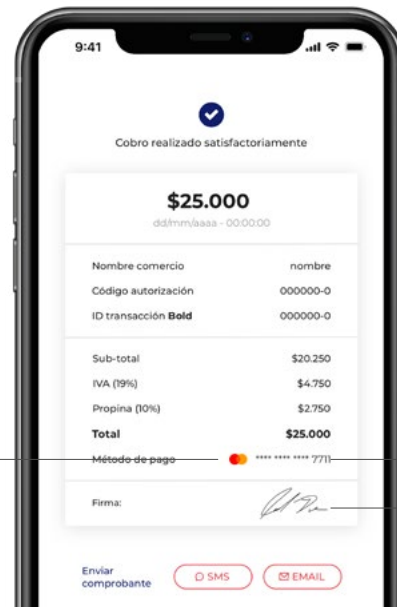 9:41
Cobro realizado satisfactoriamente
$25.000
dd/mm/aaaa - 00:00:00
Nombre comercio nombre
Código autorización 000000-0
ID transacción Bold 000000-0
Sub-total $20.250
IVA (19%) $4.750
Propina (10%) $2.750
Total $25.000
Método de pago **** **** **** 7711
Firma:
Enviar comprobante
SMS
EMAIL